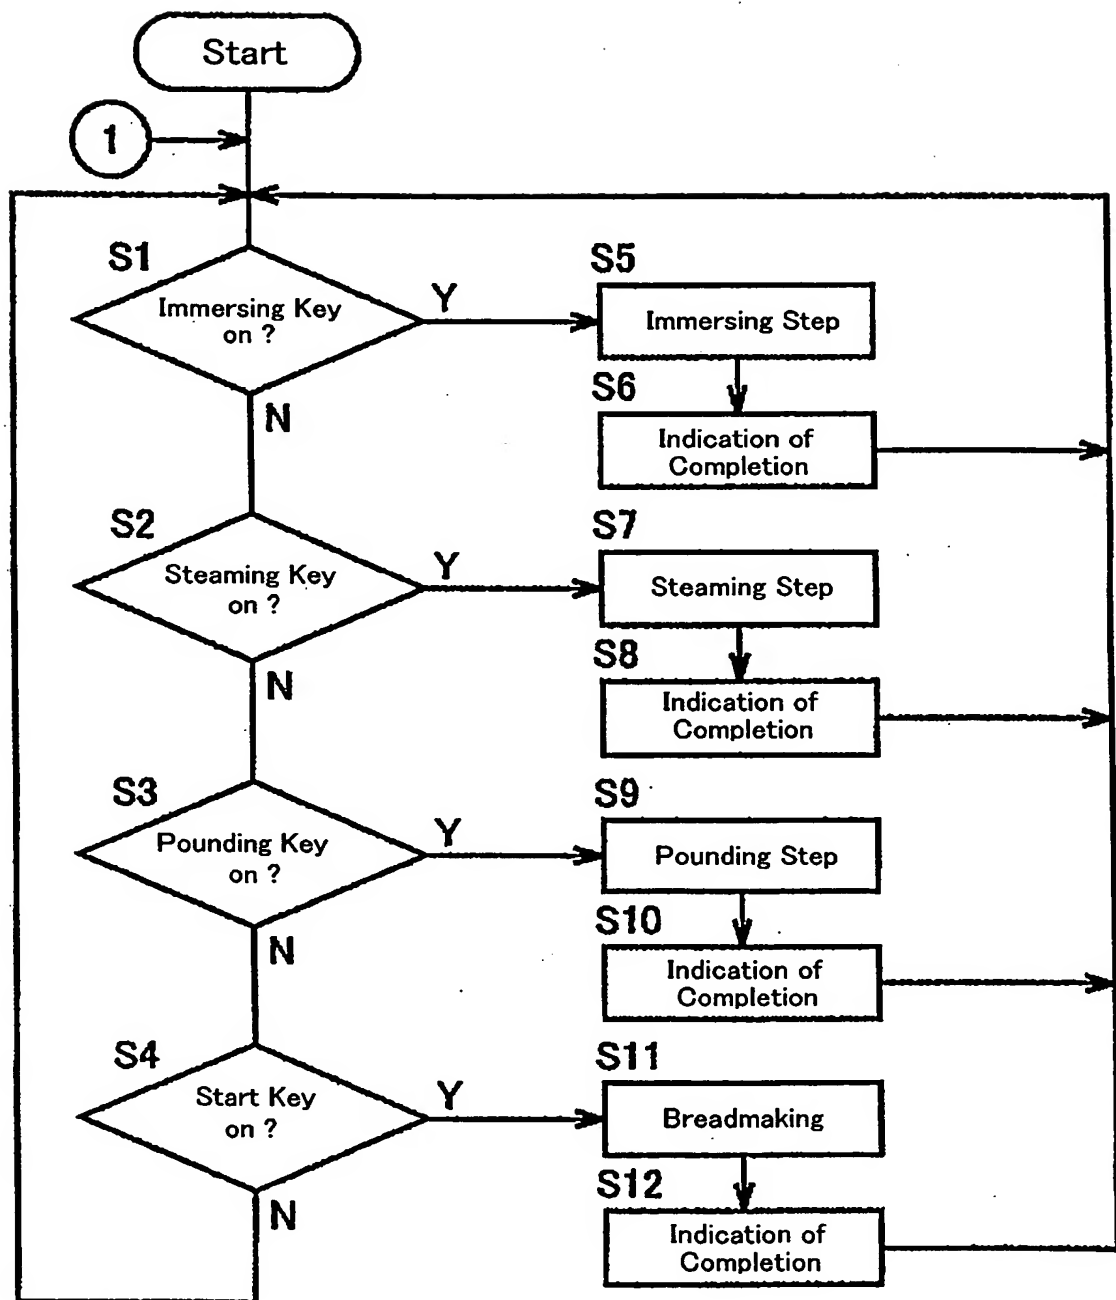 Start
1
S1
Immersing Key
on ?
Y
N
S5
Immersing Step
S6
Indication of
Completion
S2
Steaming Key
on ?
Y
N
S7
Steaming Step
S8
Indication of
Completion
S3
Pounding Key
on ?
Y
N
S9
Pounding Step
S10
Indication of
Completion
S4
Start Key
on ?
Y
N
S11
Breadmaking
S12
Indication of
Completion